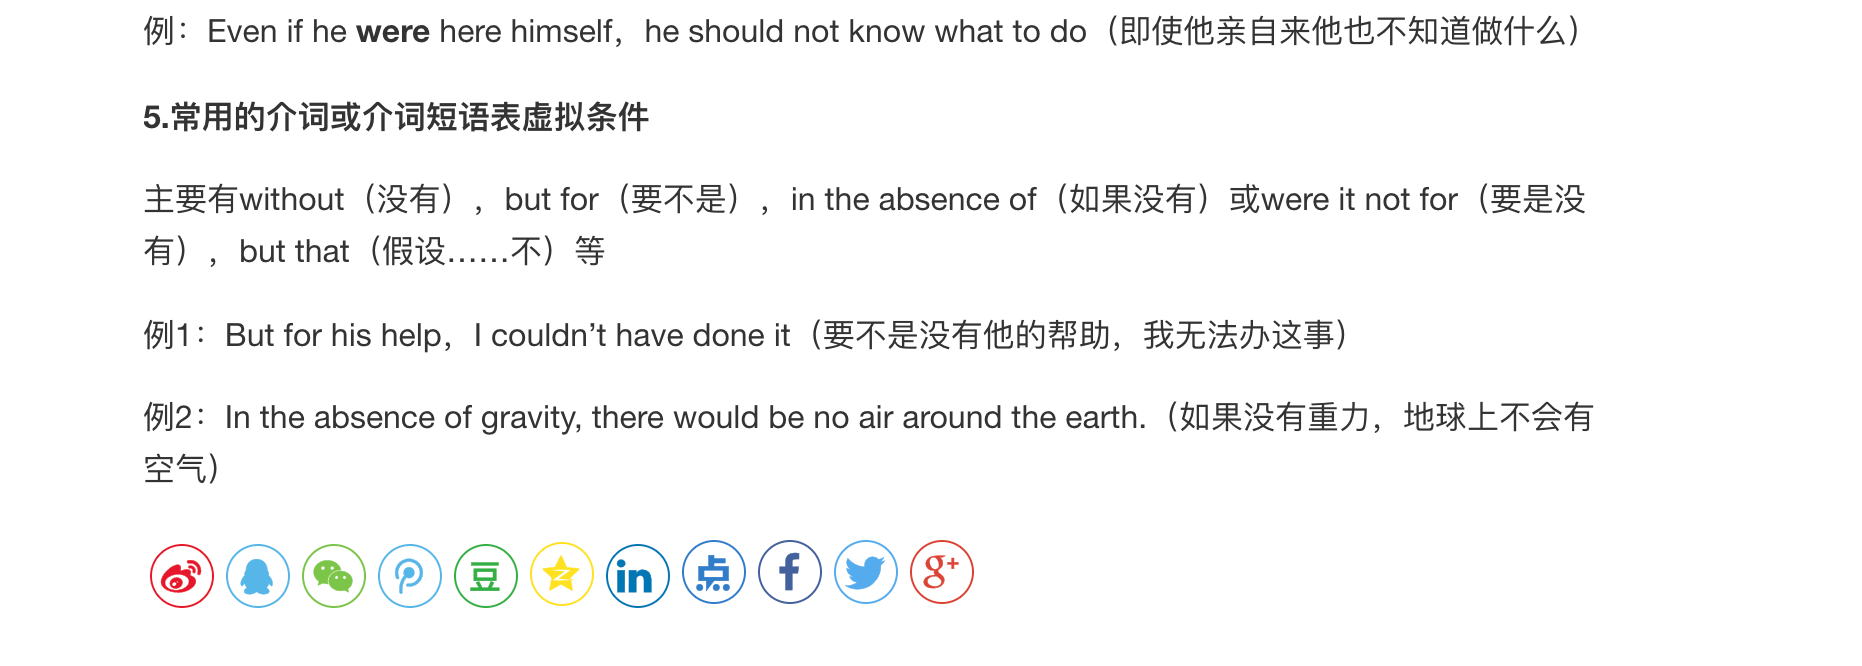 例：Even if he were here himself，he should not know what to do（即使他亲自来他也不知道做什么）
5.常用的介词或介词短语表虚拟条件
主要有without（没有），but for（要不是），in the absence of（如果没有）或were it not for（要是没
有），but that（假设……不）等
例1：But for his help，I couldn’t have done it（要不是没有他的帮助，我无法办这事）
例2：In the absence of gravity, there would be no air around the earth.（如果没有重力，地球上不会有
空气）
豆 in 点 f g+